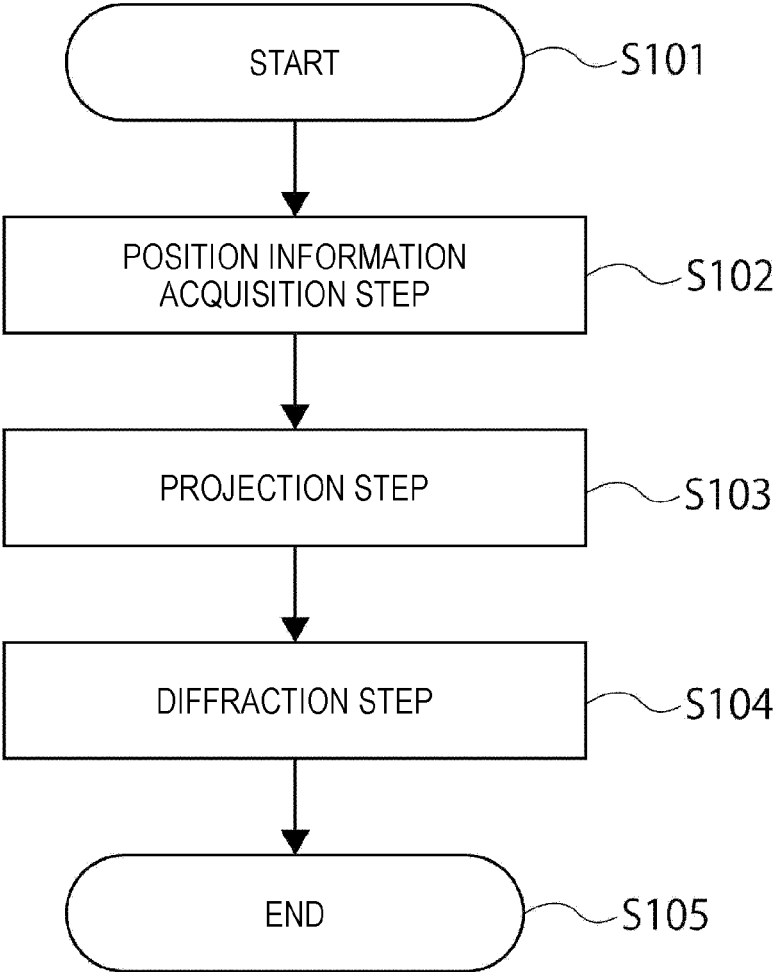 START
S101
POSITION INFORMATION
ACQUISITION STEP
S102
PROJECTION STEP
S103
DIFFRACTION STEP
S104
END
S105